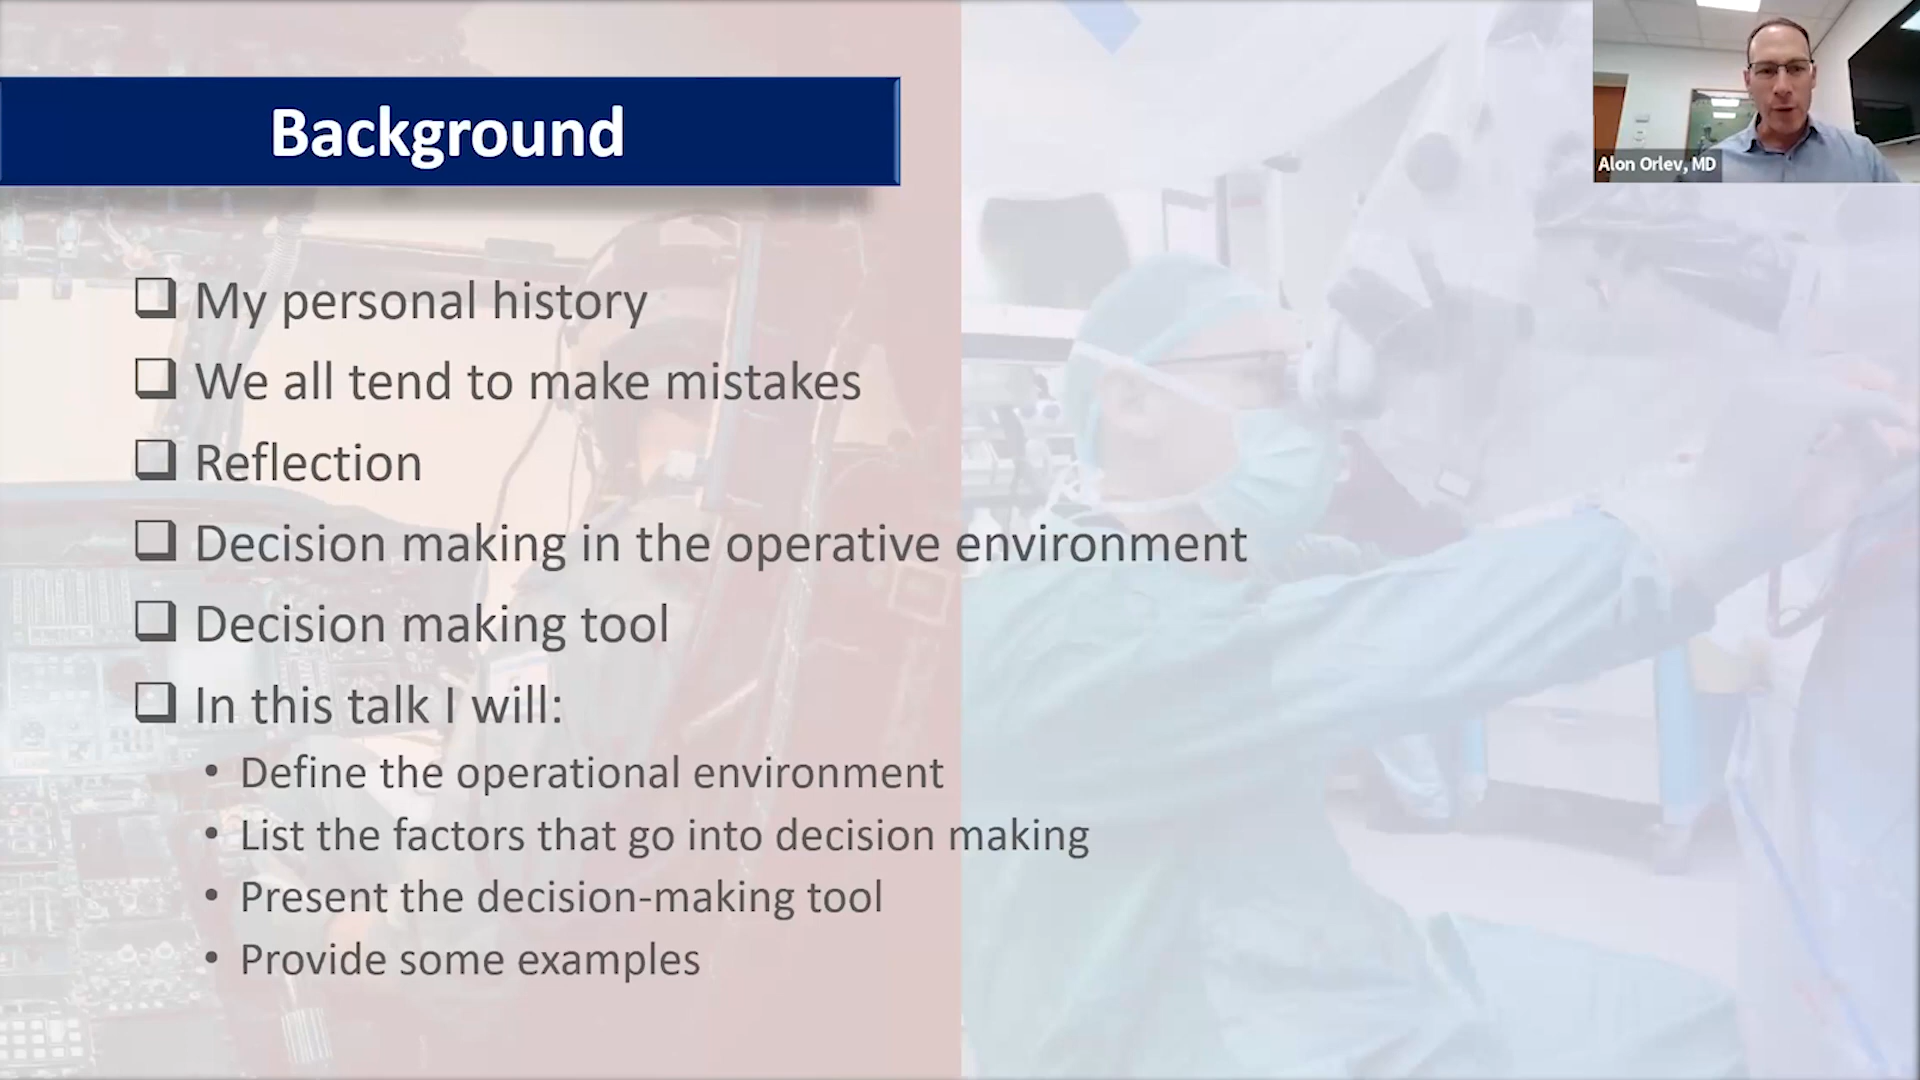 Background
Alon Orlev, MD
My personal history
We all tend to make mistakes
Reflection
Decision making in the operative environment
Decision making tool
In this talk I will:
• Define the operational environment
• List the factors that go into decision making
• Present the decision-making tool
• Provide some examples